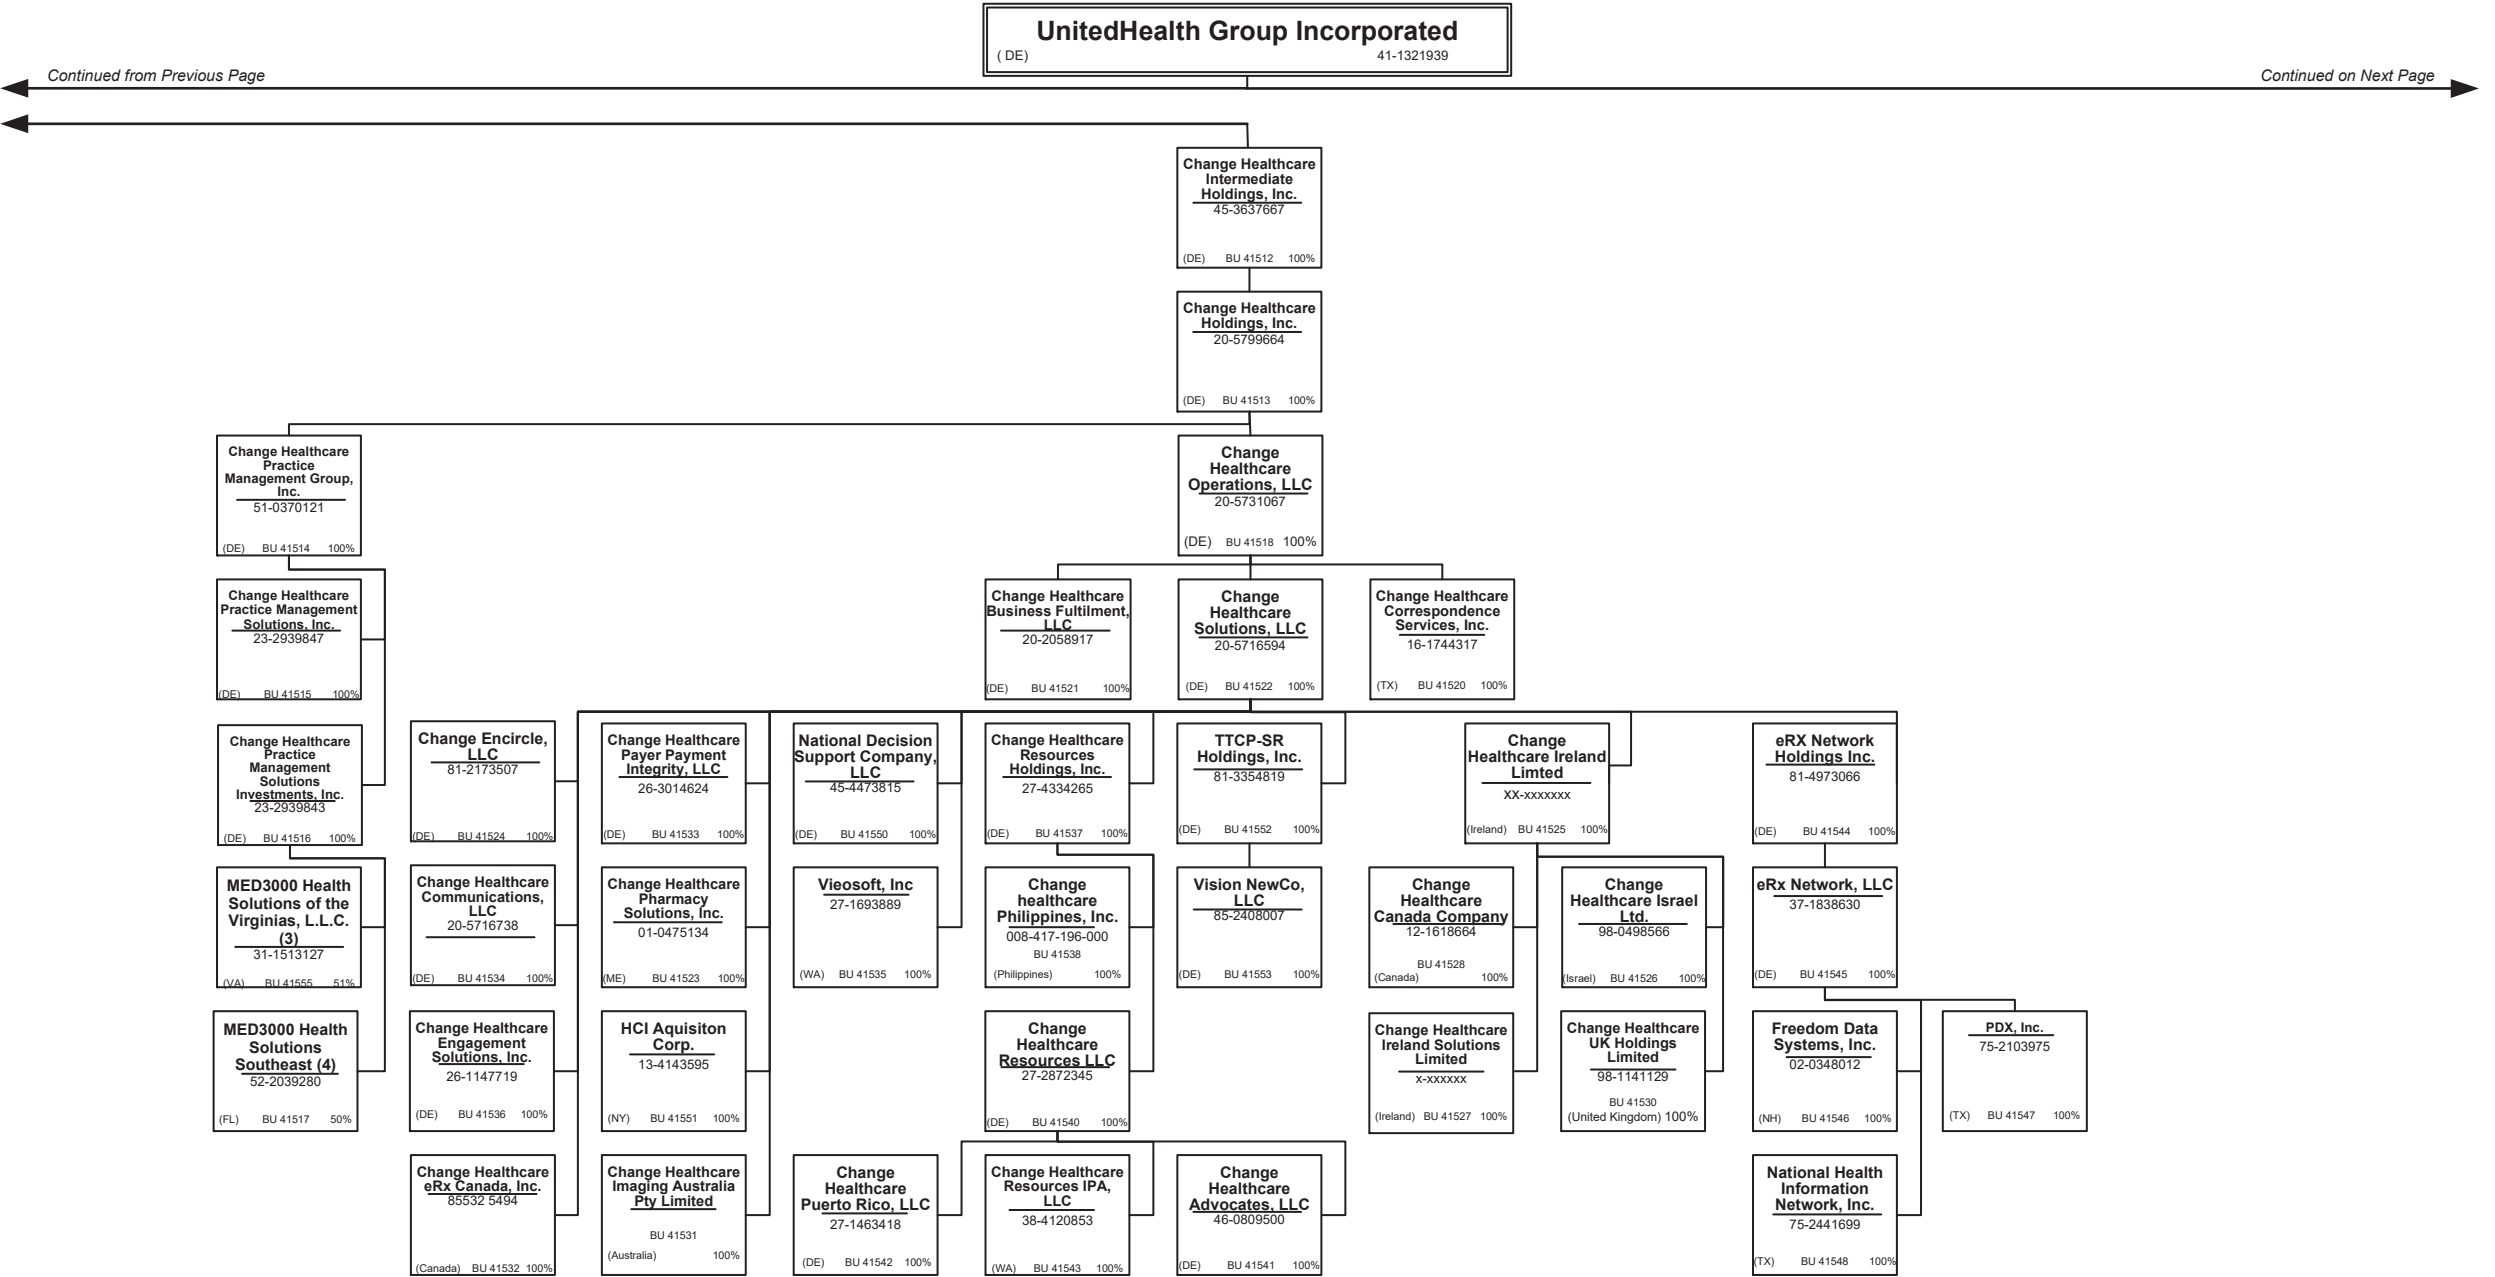 UnitedHealth Group Incorporated
( DE) 41-1321939
Continued from Previous Page
Continued on Next Page
Change Healthcare
Intermediate
Holdings, Inc.
45-3637667
(DE) BU 41512 100%
Change Healthcare
Holdings, Inc.
20-5799664
(DE) BU 41513 100%
Change Healthcare
Practice
Management Group,
Inc.
51-0370121
(DE) BU 41514 100%
Change
Healthcare
Operations, LLC
20-5731067
(DE) BU 41518 100%
Change Healthcare
Practice Management
Solutions, Inc.
23-2939847
(DE) BU 41515 100%
Change Healthcare
Business Fultilment,
LLC
20-2058917
(DE) BU 41521 100%
Change
Healthcare
Solutions, LLC
20-5716594
(DE) BU 41522 100%
Change Healthcare
Correspondence
Services, Inc.
16-1744317
(TX) BU 41520 100%
Change Healthcare
Practice
Management
Solutions
Investments, Inc.
23-2939843
(DE) BU 41516 100%
Change Encircle,
LLC
81-2173507
(DE) BU 41524 100%
Change Healthcare
Payer Payment
Integrity, LLC
26-3014624
(DE) BU 41533 100%
National Decision
Support Company,
LLC
45-4473815
(DE) BU 41550 100%
Change Healthcare
Resources
Holdings, Inc.
27-4334265
(DE) BU 41537 100%
TTCP-SR
Holdings, Inc.
81-3354819
(DE) BU 41552 100%
Change
Healthcare Ireland
Limted
XX-xxxxxxx
(Ireland) BU 41525 100%
eRX Network
Holdings Inc.
81-4973066
(DE) BU 41544 100%
MED3000 Health
Solutions of the
Virginias, L.L.C.
(3)
31-1513127
(VA) BU 41555 51%
Change Healthcare
Communications,
LLC
20-5716738
(DE) BU 41534 100%
Change Healthcare
Pharmacy
Solutions, Inc.
01-0475134
(ME) BU 41523 100%
Vieosoft, Inc
27-1693889
(WA) BU 41535 100%
Change
healthcare
Philippines, Inc.
008-417-196-000
BU 41538
(Philippines) 100%
Vision NewCo,
LLC
85-2408007
(DE) BU 41553 100%
Change
Healthcare
Canada Company
12-1618664
BU 41528
(Canada) 100%
Change
Healthcare Israel
Ltd.
98-0498566
(Israel) BU 41526 100%
eRx Network, LLC
37-1838630
(DE) BU 41545 100%
MED3000 Health
Solutions
Southeast (4)
52-2039280
(FL) BU 41517 50%
Change Healthcare
Engagement
Solutions, Inc.
26-1147719
(DE) BU 41536 100%
HCI Aquisiton
Corp.
13-4143595
(NY) BU 41551 100%
Change
Healthcare
Resources LLC
27-2872345
(DE) BU 41540 100%
Change Healthcare
Ireland Solutions
Limited
x-xxxxxx
(Ireland) BU 41527 100%
Change Healthcare
UK Holdings
Limited
98-1141129
BU 41530
(United Kingdom) 100%
Freedom Data
Systems, Inc.
02-0348012
(NH) BU 41546 100%
PDX, Inc.
75-2103975
(TX) BU 41547 100%
Change Healthcare
eRx Canada, Inc.
85532 5494
(Canada) BU 41532 100%
Change Healthcare
Imaging Australia
Pty Limited
BU 41531
(Australia) 100%
Change
Healthcare
Puerto Rico, LLC
27-1463418
(DE) BU 41542 100%
Change Healthcare
Resources IPA,
LLC
38-4120853
(WA) BU 41543 100%
Change
Healthcare
Advocates, LLC
46-0809500
(DE) BU 41541 100%
National Health
Information
Network, Inc.
75-2441699
(TX) BU 41548 100%